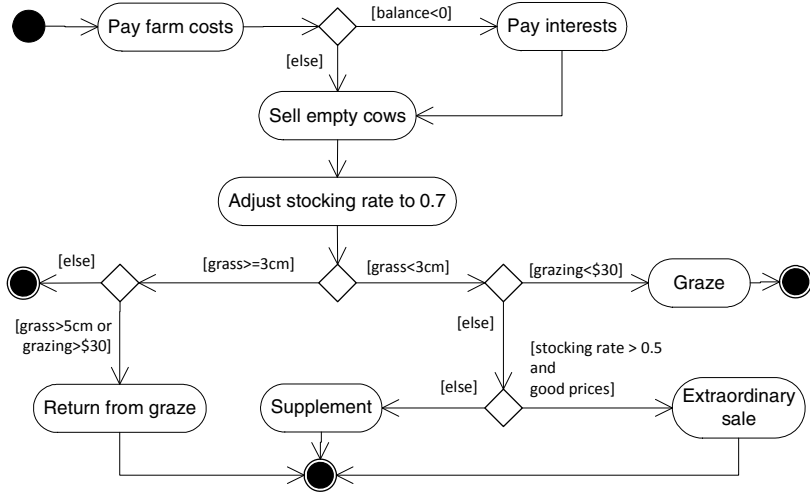 [balance<0]
Pay farm costs
Pay interests
[else]
Sell empty cows
Adjust stocking rate to 0.7
[else]
[grass>=3cm]
[grass<3cm]
[grazing<$30]
Graze
[grass>5cm or
grazing>$30]
[else]
[stocking rate > 0.5
and
good prices]
[else]
Return from graze
Supplement
Extraordinary
sale